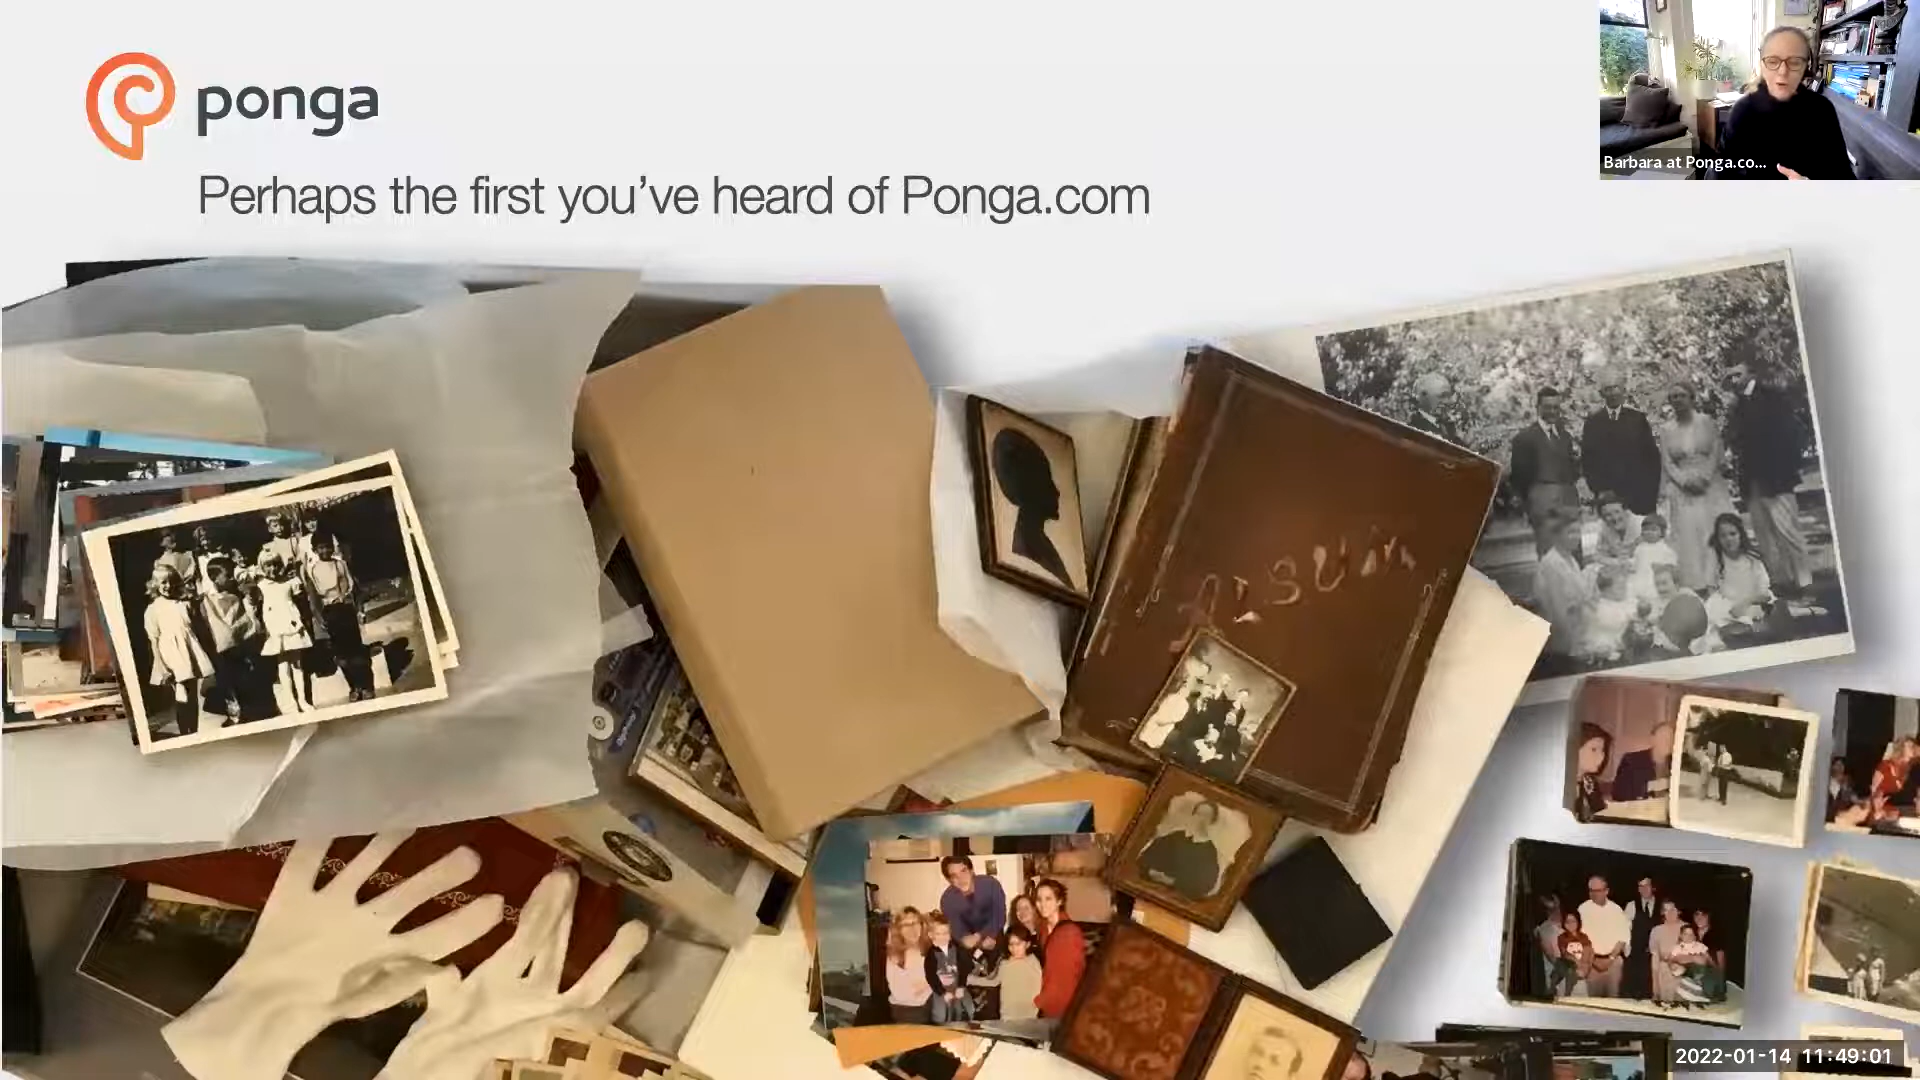 ponga
Barbara at Ponga.co...
Perhaps the first you've heard of Ponga.com
ALBUM
2022-01-14 11:49:01